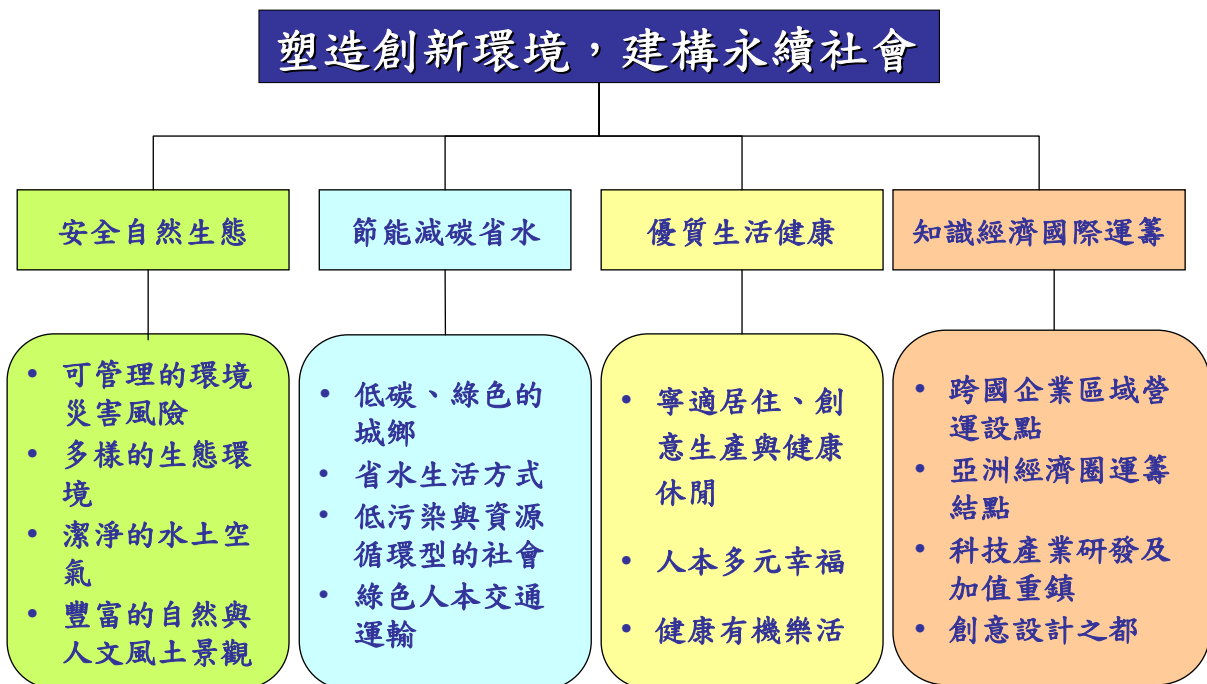 塑造創新環境，建構永續社會
安全自然生態
節能減碳省水
優質生活健康
知識經濟國際運籌
• 可管理的環境
災害風險
• 多樣的生態環
境
• 潔淨的水土空
氣
• 豐富的自然與
人文風土景觀
• 低碳、綠色的
城鄉
• 省水生活方式
• 低污染與資源
循環型的社會
• 綠色人本交通
運輸
• 寧適居住、創
意生產與健康
休閒
• 人本多元幸福
• 健康有機樂活
• 跨國企業區域營
運設點
• 亞洲經濟圈運籌
結點
• 科技產業研發及
加值重鎮
• 創意設計之都